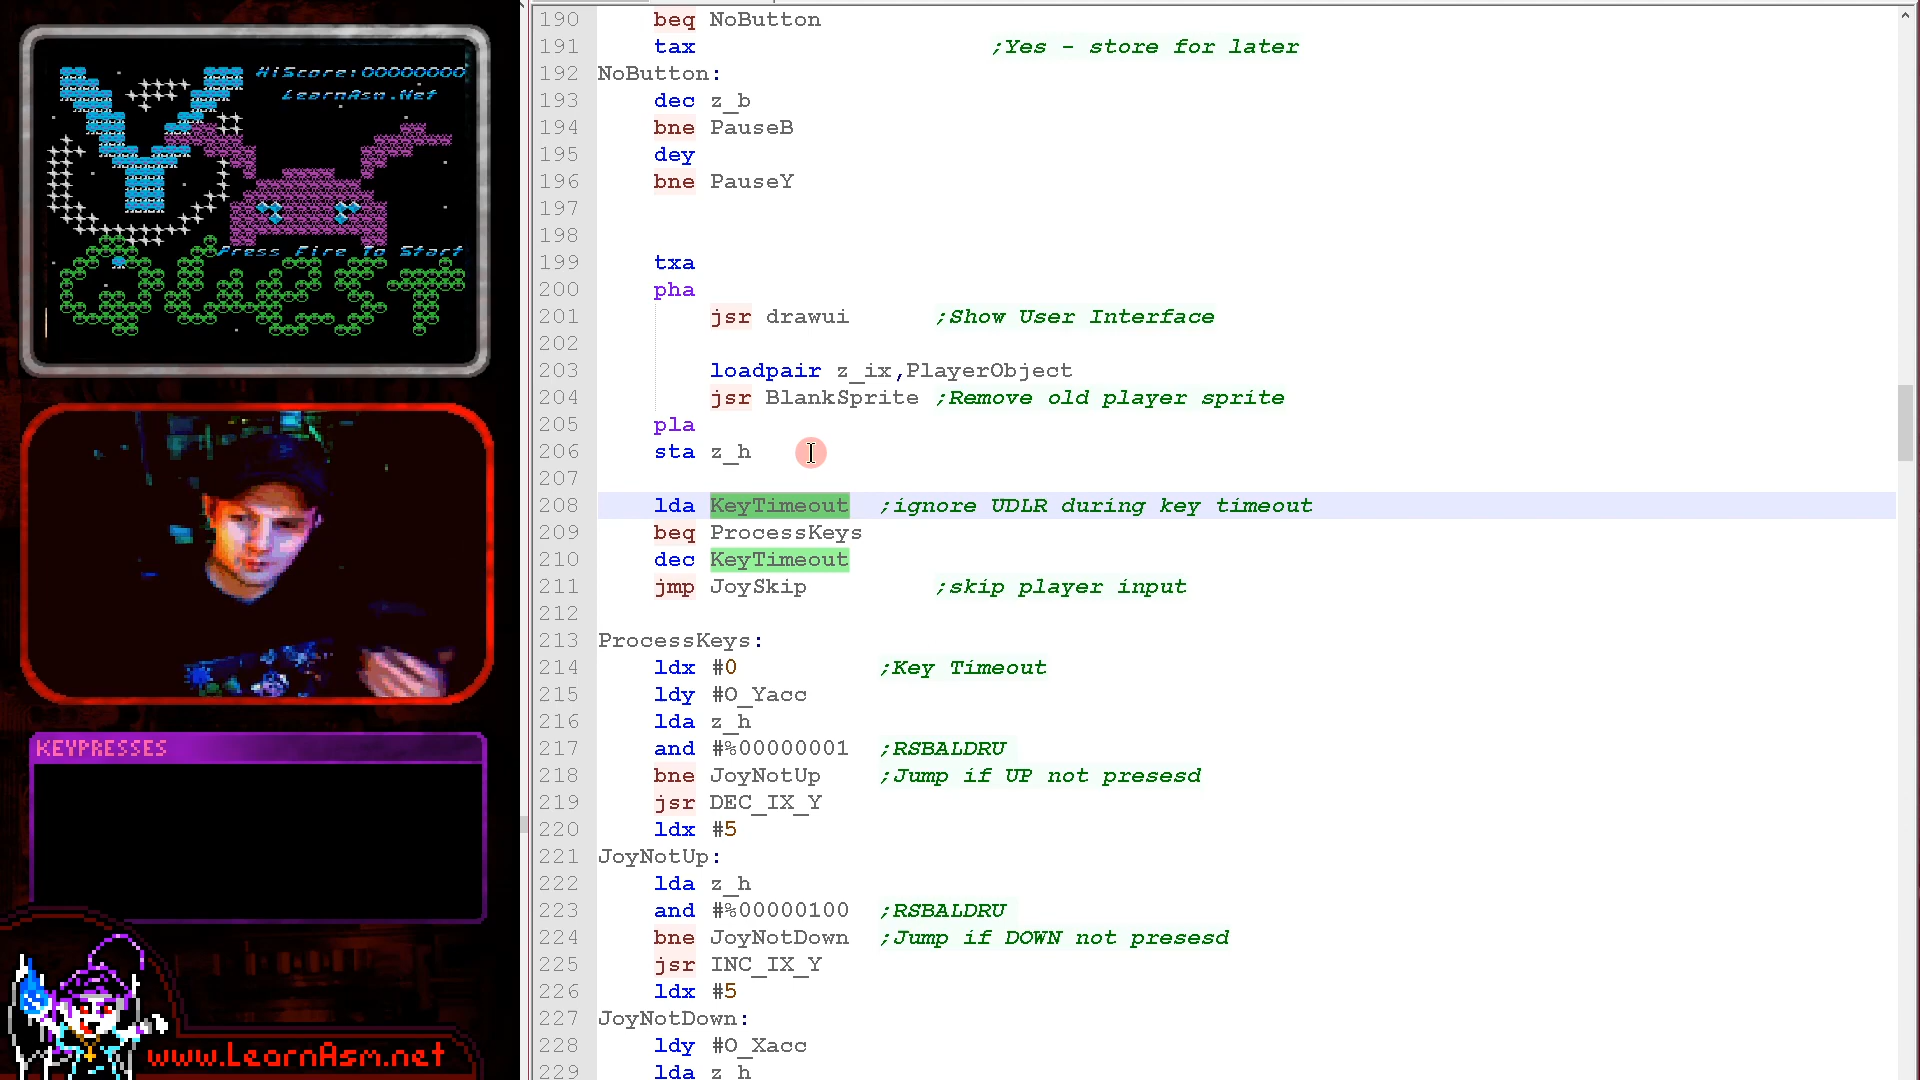 HiScore:00000000
LearnAsm.Net
Press Fire To Start
QUEST
KEYPRESSES
www.LearnAsm.net
190 beq NoButton
191 tax ;Yes - store for later
192 NoButton:
193 dec z_b
194 bne PauseB
195 dey
196 bne PauseY
197
198
199 txa
200 pha
201 jsr drawui ;Show User Interface
202
203 loadpair z_ix,PlayerObject
204 jsr BlankSprite ;Remove old player sprite
205 pla
206 sta z_h
207
208 lda KeyTimeout ;ignore UDLR during key timeout
209 beq ProcessKeys
210 dec KeyTimeout
211 jmp JoySkip ;skip player input
212
213 ProcessKeys:
214 ldx #0 ;Key Timeout
215 ldy #O_Yacc
216 lda z_h
217 and #%00000001 ;RSBALDRU
218 bne JoyNotUp ;Jump if UP not presesd
219 jsr DEC_IX_Y
220 ldx #5
221 JoyNotUp:
222 lda z_h
223 and #%00000100 ;RSBALDRU
224 bne JoyNotDown ;Jump if DOWN not presesd
225 jsr INC_IX_Y
226 ldx #5
227 JoyNotDown:
228 ldy #O_Xacc
229 lda z_h